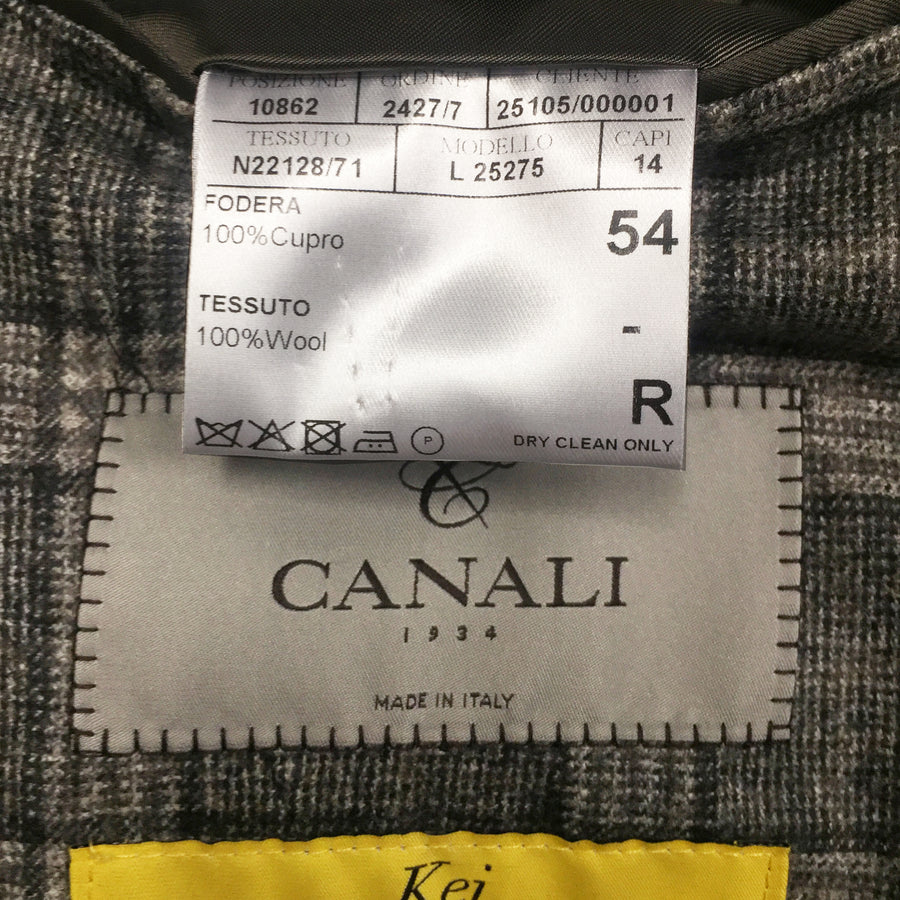 POSIZIONE ORDINE CLIENTE
10862 2427/7 25105/000001
TESSUTO MODELLO CAPI
N22128/71 L 25275 14
FODERA
100%Cupro
54
TESSUTO
100%Wool
-
R
P
DRY CLEAN ONLY
CANALI
1934
MADE IN ITALY
Kei